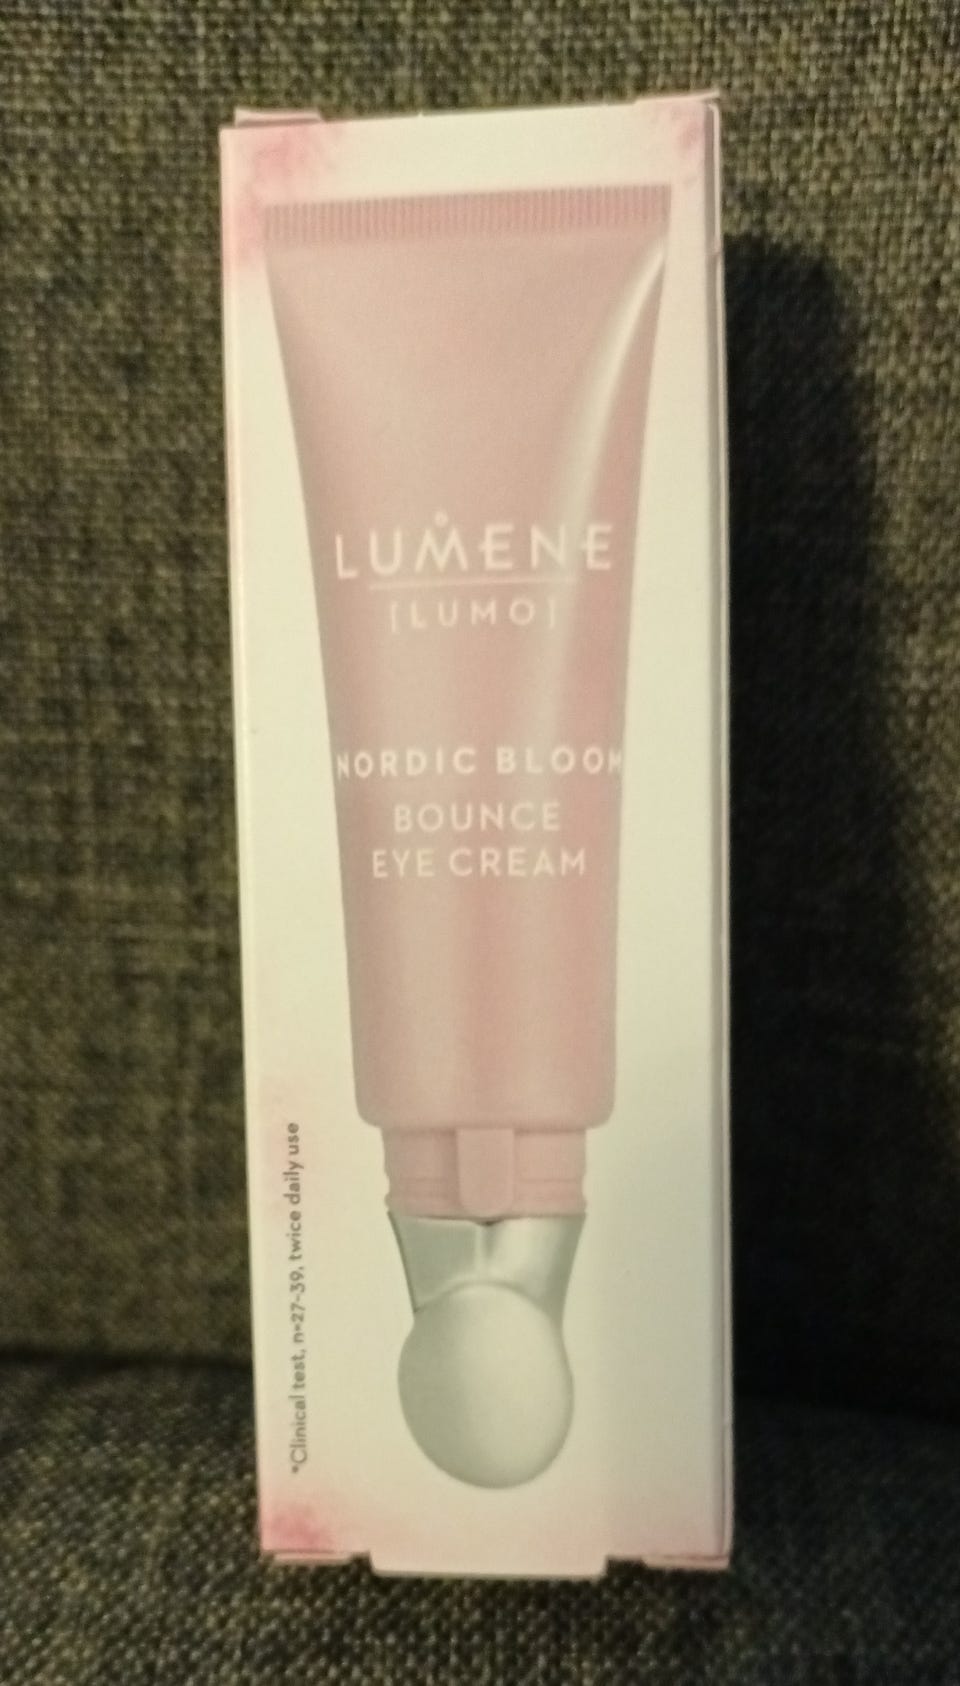 LUMENE
[LUMO]
NORDIC BLOOM
BOUNCE
EYE CREAM
*Clinical test, n=27-39, twice daily use